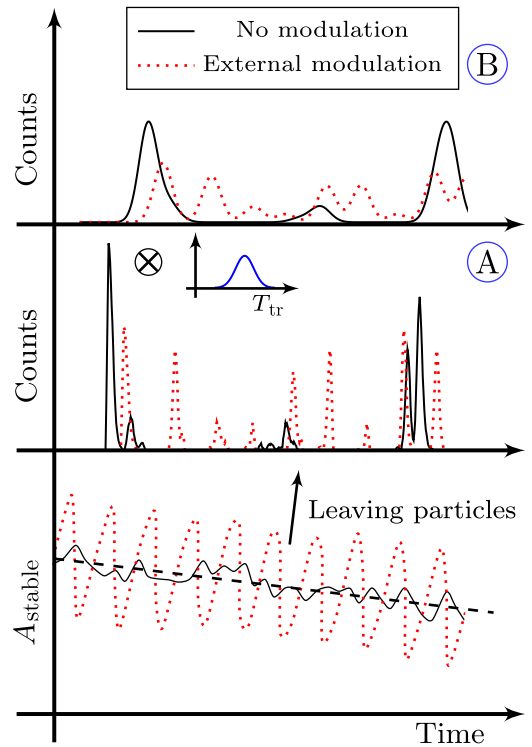 No modulation
External modulation
B
Counts
A
T_tr
Counts
Leaving particles
A_stable
Time